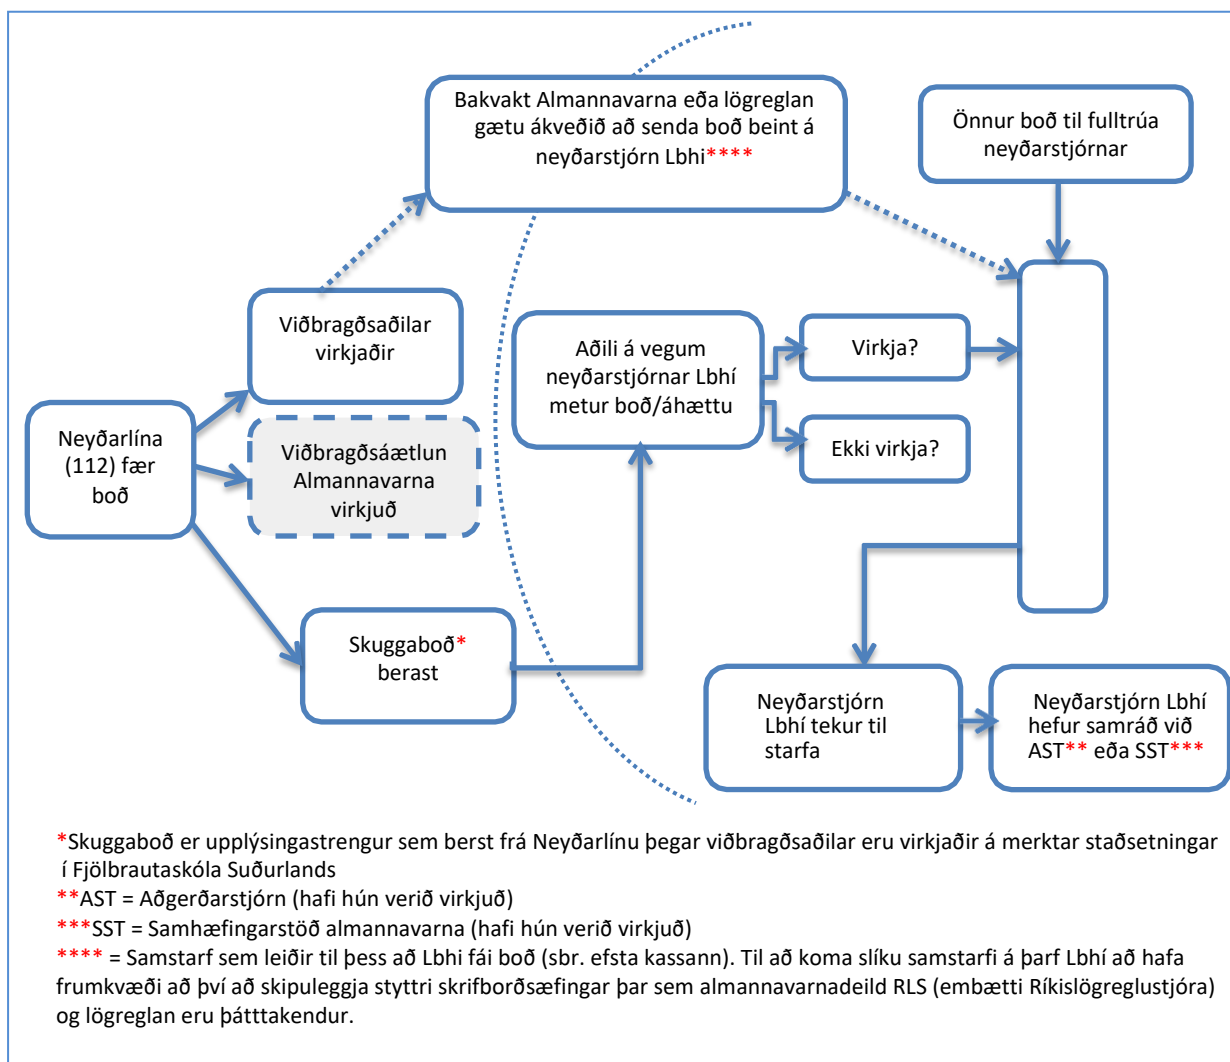 Bakvakt Almannavarna eða lögreglan
gætu ákveðið að senda boð beint á
neyðarstjórn Lbhi****
Önnur boð til fulltrúa
neyðarstjórnar
Viðbragðsaðilar
virkjaðir
Aðili á vegum
neyðarstjórnar Lbhí
metur boð/áhættu
Virkja?
Ekki virkja?
Neyðarlína
(112) fær
boð
Viðbragðsáætlun
Almannavarna
virkjuð
Skuggaboð*
berast
Neyðarstjórn
Lbhí tekur til
starfa
Neyðarstjórn Lbhí
hefur samráð við
AST** eða SST***
*Skuggaboð er upplýsingastrengur sem berst frá Neyðarlínu þegar viðbragðsaðilar eru virkjaðir á merktar staðsetningar
í Fjölbrautaskóla Suðurlands
**AST = Aðgerðarstjórn (hafi hún verið virkjuð)
***SST = Samhæfingarstöð almannavarna (hafi hún verið virkjuð)
**** = Samstarf sem leiðir til þess að Lbhi fái boð (sbr. efsta kassann). Til að koma slíku samstarfi á þarf Lbhí að hafa
frumkvæði að því að skipuleggja styttri skrifborðsæfingar þar sem almannavarnadeild RLS (embætti Ríkislögreglustjóra)
og lögreglan eru þátttakendur.